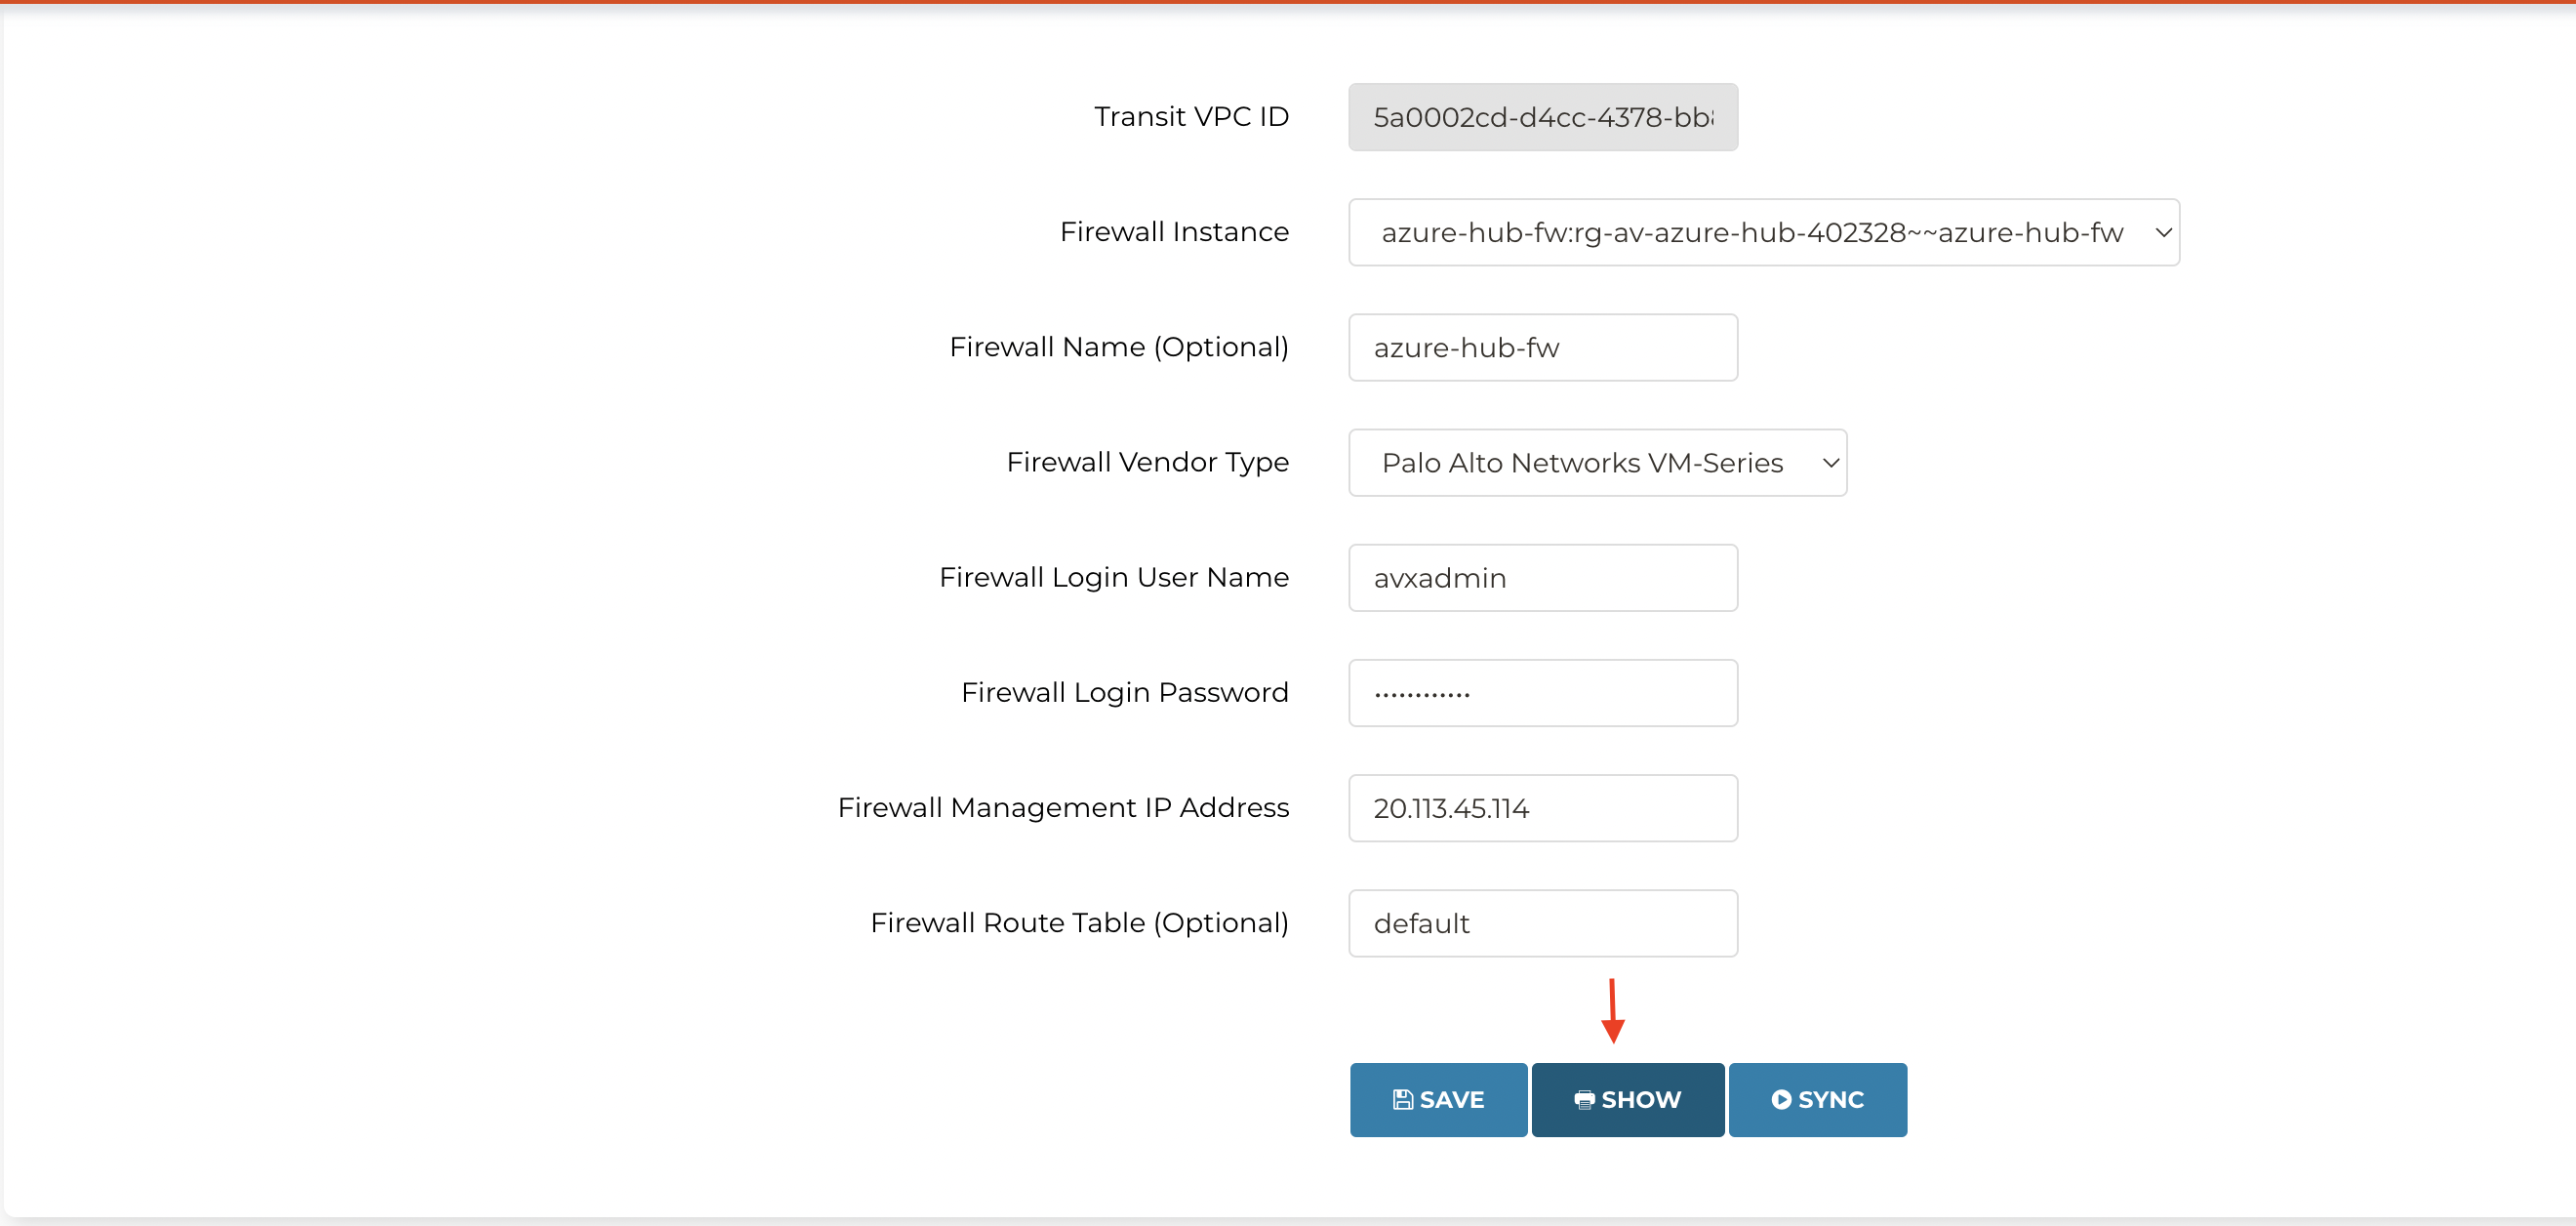 Transit VPC ID 5a0002cd-d4cc-4378-bb
Firewall Instance azure-hub-fw:rg-av-azure-hub-402328~~azure-hub-fw
Firewall Name (Optional) azure-hub-fw
Firewall Vendor Type Palo Alto Networks VM-Series
Firewall Login User Name avxadmin
Firewall Login Password ............
Firewall Management IP Address 20.113.45.114
Firewall Route Table (Optional) default
SAVE SHOW SYNC